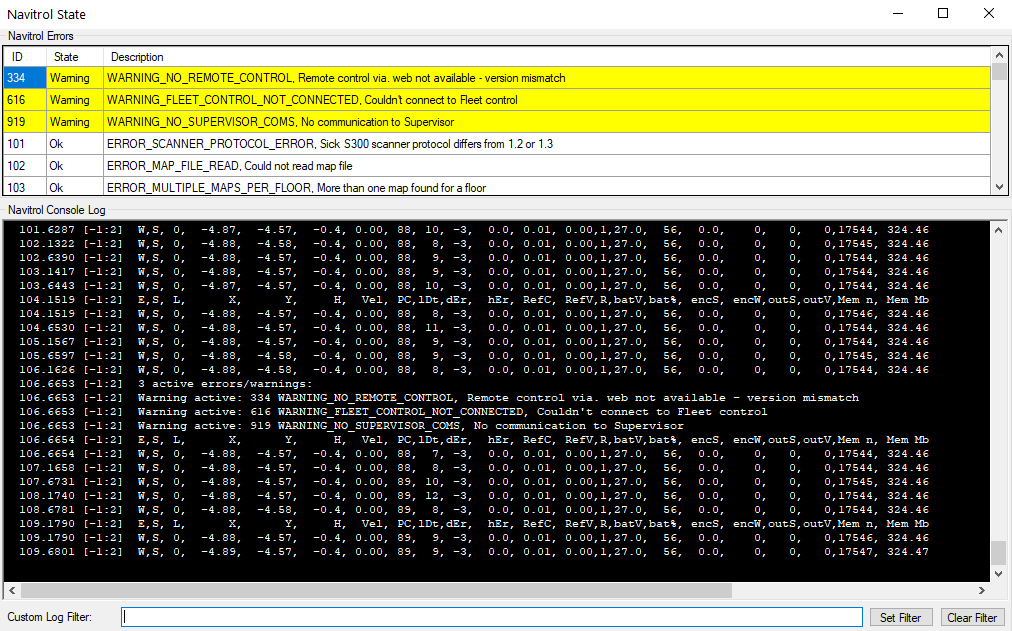 Navitrol State
Navitrol Errors
ID State Description
334 Warning WARNING_NO_REMOTE_CONTROL, Remote control via. web not available - version mismatch
616 Warning WARNING_FLEET_CONTROL_NOT_CONNECTED, Couldn't connect to Fleet control
919 Warning WARNING_NO_SUPERVISOR_COMS, No communication to Supervisor
101 Ok ERROR_SCANNER_PROTOCOL_ERROR, Sick S300 scanner protocol differs from 1.2 or 1.3
102 Ok ERROR_MAP_FILE_READ, Could not read map file
103 Ok ERROR_MULTIPLE_MAPS_PER_FLOOR, More than one map found for a floor
Navitrol Console Log
101.6287 [-1:2] W,S, 0, -4.87, -4.57, -0.4, 0.00, 88, 10, -3, 0.0, 0.01, 0.00,1,27.0, 56, 0.0, 0, 0, 0,17544, 324.46
102.1322 [-1:2] W,S, 0, -4.88, -4.58, -0.4, 0.00, 88, 8, -3, 0.0, 0.01, 0.00,1,27.0, 56, 0.0, 0, 0, 0,17545, 324.46
102.6390 [-1:2] W,S, 0, -4.88, -4.58, -0.4, 0.00, 88, 9, -3, 0.0, 0.01, 0.00,1,27.0, 56, 0.0, 0, 0, 0,17544, 324.46
103.1417 [-1:2] W,S, 0, -4.88, -4.57, -0.4, 0.00, 88, 9, -3, 0.0, 0.01, 0.00,1,27.0, 56, 0.0, 0, 0, 0,17545, 324.46
103.6443 [-1:2] W,S, 0, -4.87, -4.57, -0.4, 0.00, 88, 10, -3, 0.0, 0.01, 0.00,1,27.0, 56, 0.0, 0, 0, 0,17544, 324.46
104.1519 [-1:2] E,S, L, X, Y, H, Vel, PC,lDt,dEr, hEr, RefC, RefV,R,batV,bat%, encS, encW,outS,outV,Mem n, Mem Mb
104.1519 [-1:2] W,S, 0, -4.88, -4.57, -0.4, 0.00, 88, 8, -3, 0.0, 0.01, 0.00,1,27.0, 56, 0.0, 0, 0, 0,17546, 324.46
104.6530 [-1:2] W,S, 0, -4.88, -4.57, -0.4, 0.00, 88, 11, -3, 0.0, 0.01, 0.00,1,27.0, 56, 0.0, 0, 0, 0,17544, 324.46
105.1567 [-1:2] W,S, 0, -4.88, -4.57, -0.4, 0.00, 88, 9, -3, 0.0, 0.01, 0.00,1,27.0, 56, 0.0, 0, 0, 0,17544, 324.46
105.6597 [-1:2] W,S, 0, -4.88, -4.58, -0.4, 0.00, 88, 9, -3, 0.0, 0.01, 0.00,1,27.0, 56, 0.0, 0, 0, 0,17545, 324.46
106.1626 [-1:2] W,S, 0, -4.88, -4.58, -0.4, 0.00, 88, 8, -3, 0.0, 0.01, 0.00,1,27.0, 56, 0.0, 0, 0, 0,17544, 324.46
106.6653 [-1:2] 3 active errors/warnings:
106.6653 [-1:2] Warning active: 334 WARNING_NO_REMOTE_CONTROL, Remote control via. web not available - version mismatch
106.6653 [-1:2] Warning active: 616 WARNING_FLEET_CONTROL_NOT_CONNECTED, Couldn't connect to Fleet control
106.6653 [-1:2] Warning active: 919 WARNING_NO_SUPERVISOR_COMS, No communication to Supervisor
106.6654 [-1:2] E,S, L, X, Y, H, Vel, PC,lDt,dEr, hEr, RefC, RefV,R,batV,bat%, encS, encW,outS,outV,Mem n, Mem Mb
106.6654 [-1:2] W,S, 0, -4.88, -4.57, -0.4, 0.00, 88, 7, -3, 0.0, 0.01, 0.00,1,27.0, 56, 0.0, 0, 0, 0,17544, 324.46
107.1658 [-1:2] W,S, 0, -4.88, -4.57, -0.4, 0.00, 88, 8, -3, 0.0, 0.01, 0.00,1,27.0, 56, 0.0, 0, 0, 0,17545, 324.46
107.6731 [-1:2] W,S, 0, -4.88, -4.57, -0.4, 0.00, 89, 10, -3, 0.0, 0.01, 0.00,1,27.0, 56, 0.0, 0, 0, 0,17544, 324.46
108.1740 [-1:2] W,S, 0, -4.88, -4.57, -0.4, 0.00, 89, 12, -3, 0.0, 0.01, 0.00,1,27.0, 56, 0.0, 0, 0, 0,17544, 324.46
108.6781 [-1:2] W,S, 0, -4.88, -4.57, -0.4, 0.00, 89, 8, -3, 0.0, 0.01, 0.00,1,27.0, 56, 0.0, 0, 0, 0,17545, 324.46
109.1790 [-1:2] E,S, L, X, Y, H, Vel, PC,lDt,dEr, hEr, RefC, RefV,R,batV,bat%, encS, encW,outS,outV,Mem n, Mem Mb
109.1790 [-1:2] W,S, 0, -4.88, -4.57, -0.4, 0.00, 89, 9, -3, 0.0, 0.01, 0.00,1,27.0, 56, 0.0, 0, 0, 0,17546, 324.46
109.6801 [-1:2] W,S, 0, -4.89, -4.57, -0.4, 0.00, 89, 9, -3, 0.0, 0.01, 0.00,1,27.0, 56, 0.0, 0, 0, 0,17547, 324.47
Custom Log Filter: Set Filter Clear Filter